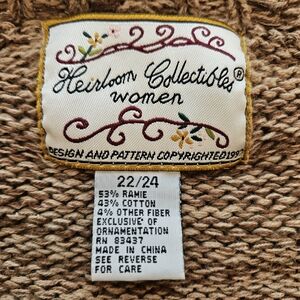 Heirloom Collectibles®
women
DESIGN AND PATTERN COPYRIGHTED
22/24
53% RAMIE
43% COTTON
4% OTHER FIBER
EXCLUSIVE OF
ORNAMENTATION
RN 83437
MADE IN CHINA
SEE REVERSE
FOR CARE